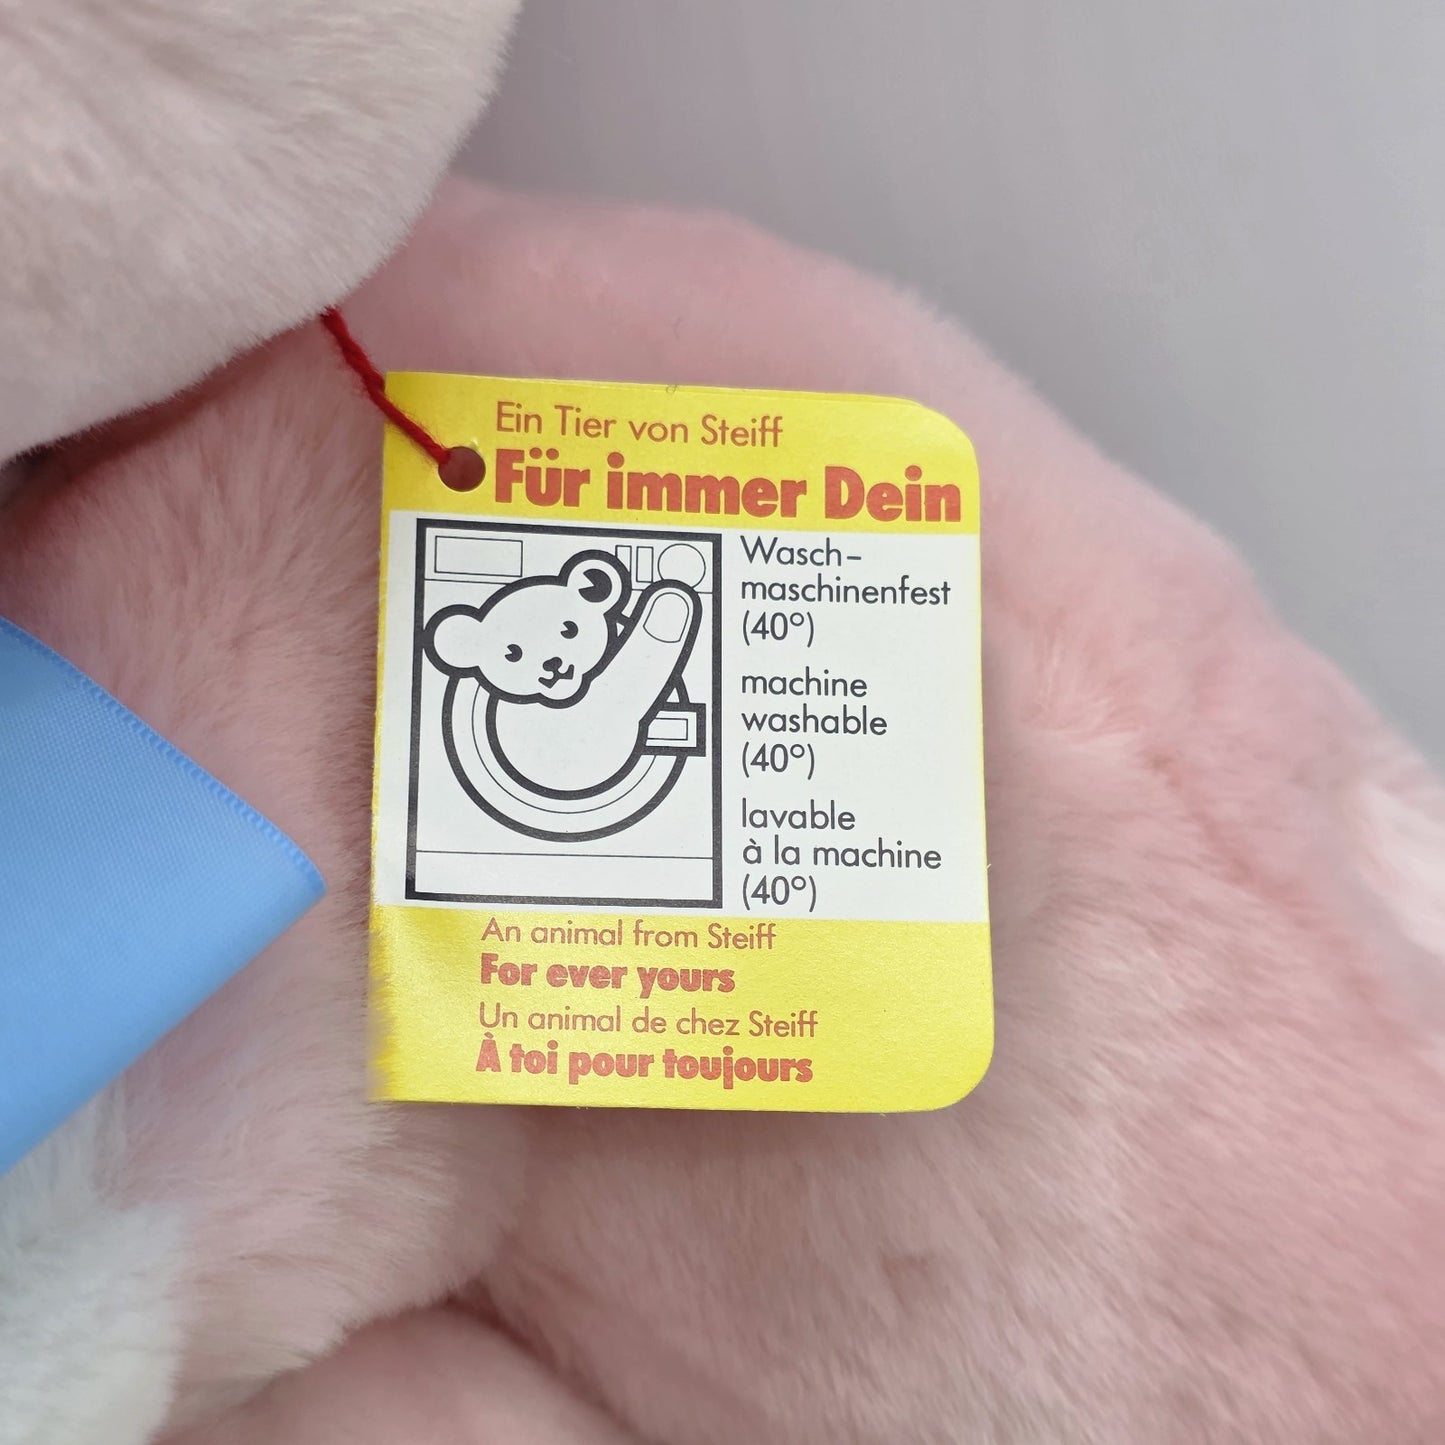 Ein Tier von Steiff
Für immer Dein
Wasch-
maschinenfest
(40°)
machine
washable
(40°)
lavable
à la machine
(40°)
An animal from Steiff
For ever yours
Un animal de chez Steiff
À toi pour toujours